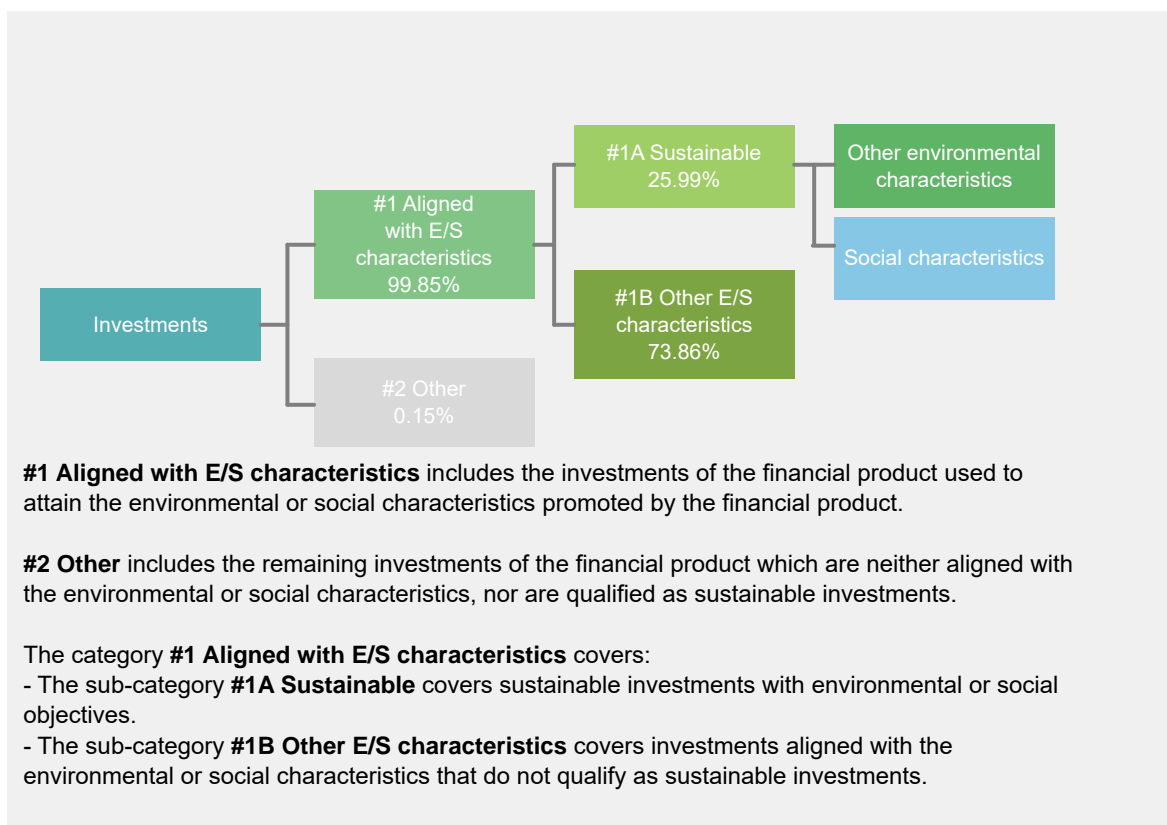 #1A Sustainable
25.99%
Other environmental
characteristics
#1 Aligned
with E/S
characteristics
99.85%
Social characteristics
#1B Other E/S
characteristics
73.86%
Investments
#2 Other
0.15%
#1 Aligned with E/S characteristics includes the investments of the financial product used to
attain the environmental or social characteristics promoted by the financial product.
#2 Other includes the remaining investments of the financial product which are neither aligned with
the environmental or social characteristics, nor are qualified as sustainable investments.
The category #1 Aligned with E/S characteristics covers:
- The sub-category #1A Sustainable covers sustainable investments with environmental or social
objectives.
- The sub-category #1B Other E/S characteristics covers investments aligned with the
environmental or social characteristics that do not qualify as sustainable investments.